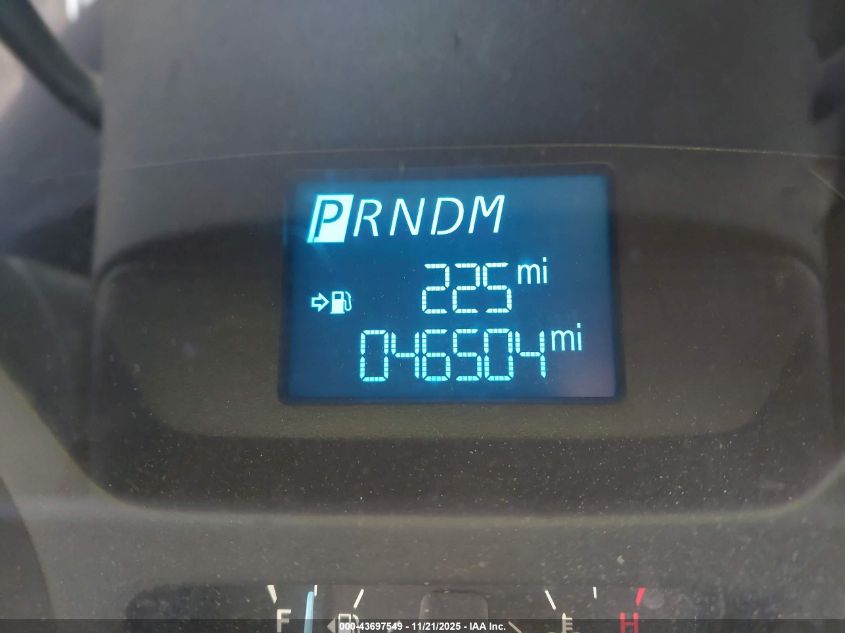 PRNDM
225 mi
046504 mi
F H
000-43697549 - 11/21/2025 - IAA Inc.